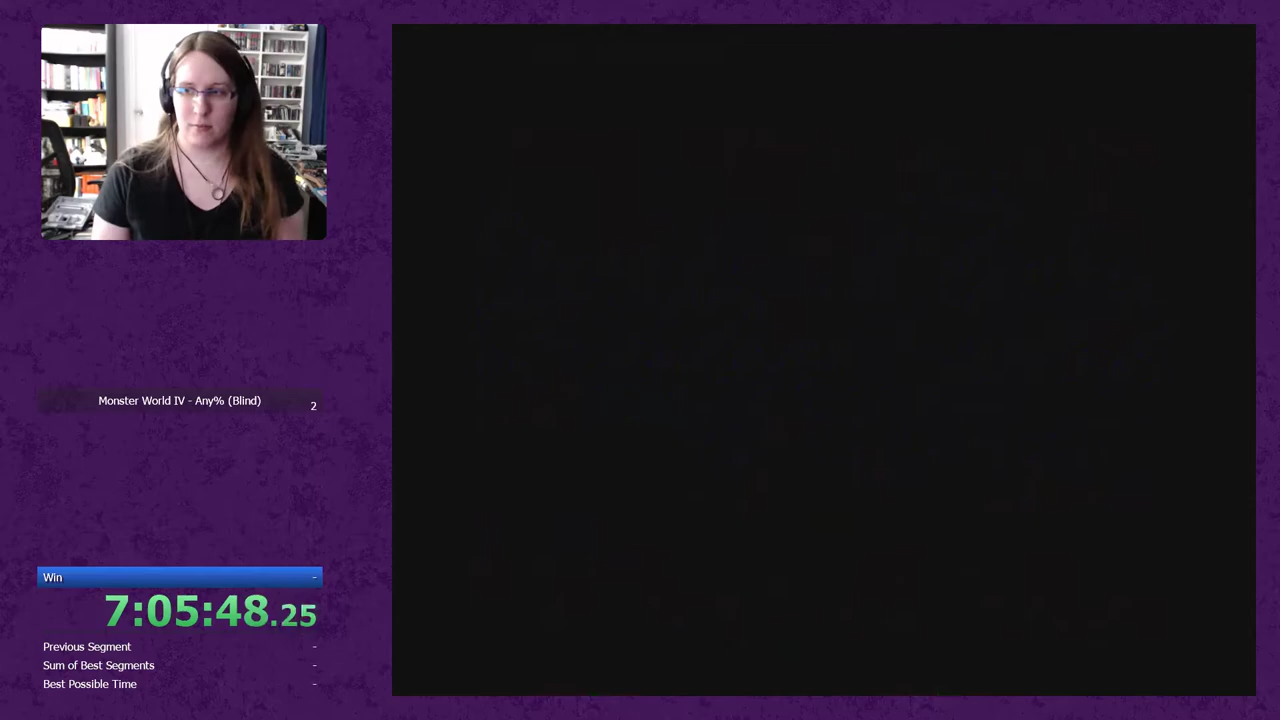 Monster World IV - Any% (Blind)
2
Win -
7:05:48.25
Previous Segment -
Sum of Best Segments -
Best Possible Time -